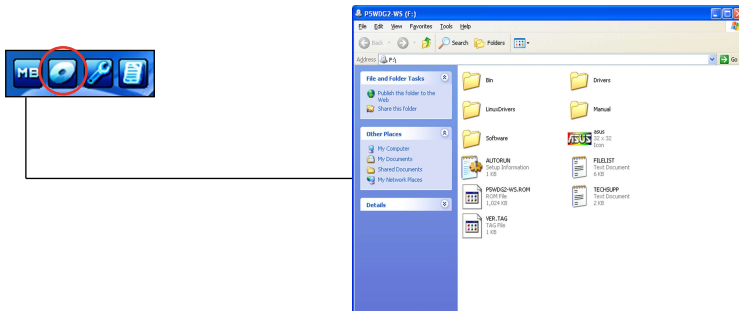 MB
P5WDG2-WS (F:)
File Edit View Favorites Tools Help
Back Search Folders
Address F:\ Go
File and Folder Tasks
Publish this folder to the
Web
Share this folder
Other Places
My Computer
My Documents
Shared Documents
My Network Places
Details
Bin
Drivers
LinuxDrivers
Manual
Software
ASUS
asus
32 x 32
Icon
AUTORUN
Setup Information
1 KB
FILELIST
Text Document
6 KB
P5WDG2-WS.ROM
ROM File
1,024 KB
TECHSUPP
Text Document
2 KB
VER.TAG
TAG File
1 KB